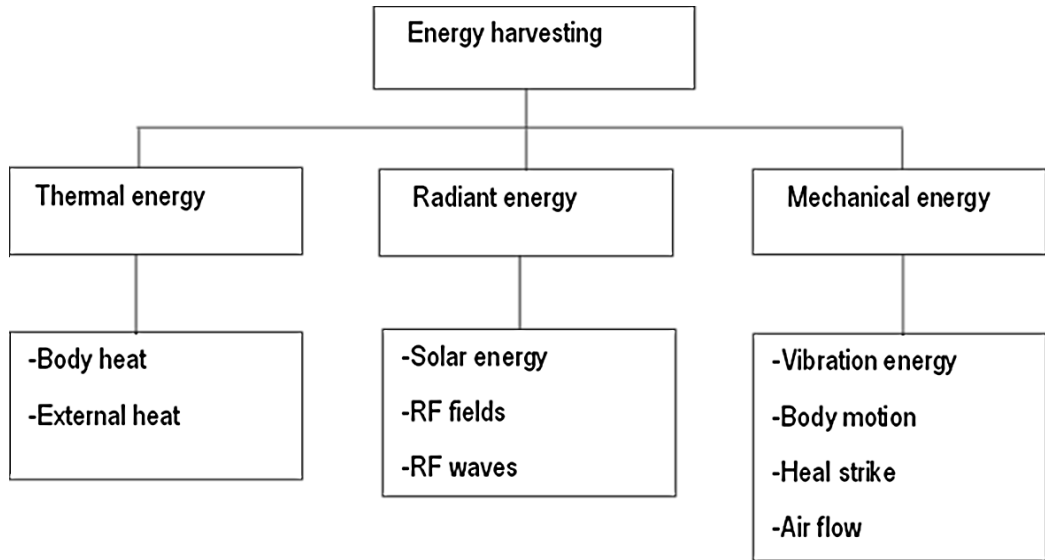 Energy harvesting
Thermal energy
Radiant energy
Mechanical energy
-Body heat
-External heat
-Solar energy
-RF fields
-RF waves
-Vibration energy
-Body motion
-Heal strike
-Air flow